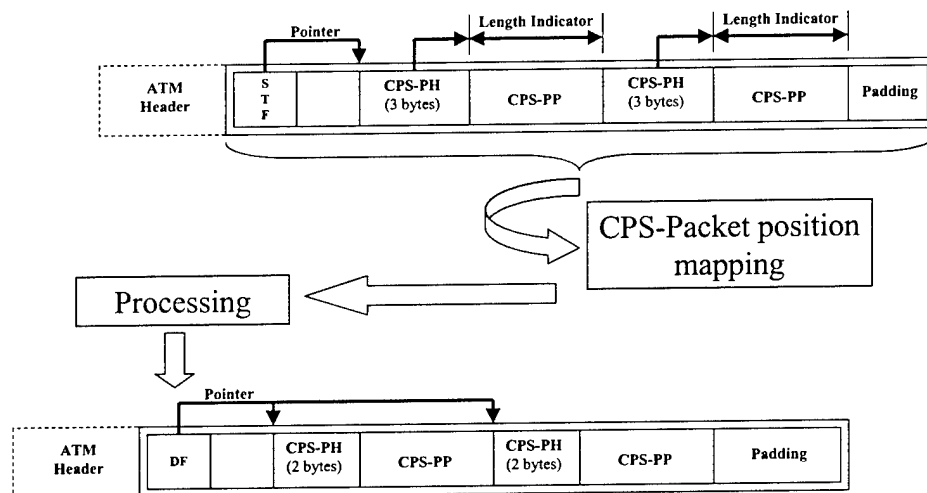 Length Indicator
Length Indicator
Pointer
ATM
Header
S
T
F
CPS-PH
(3 bytes)
CPS-PP
CPS-PH
(3 bytes)
CPS-PP
Padding
CPS-Packet position
mapping
Processing
Pointer
ATM
Header
DF
CPS-PH
(2 bytes)
CPS-PP
CPS-PH
(2 bytes)
CPS-PP
Padding